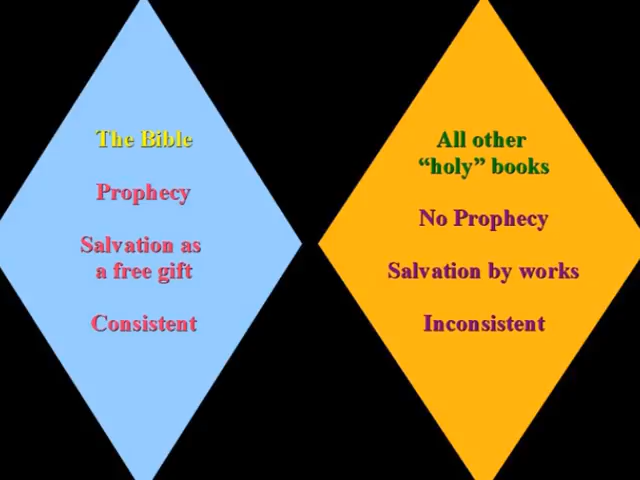 The Bible
Prophecy
Salvation as
a free gift
Consistent
All other
“holy” books
No Prophecy
Salvation by works
Inconsistent